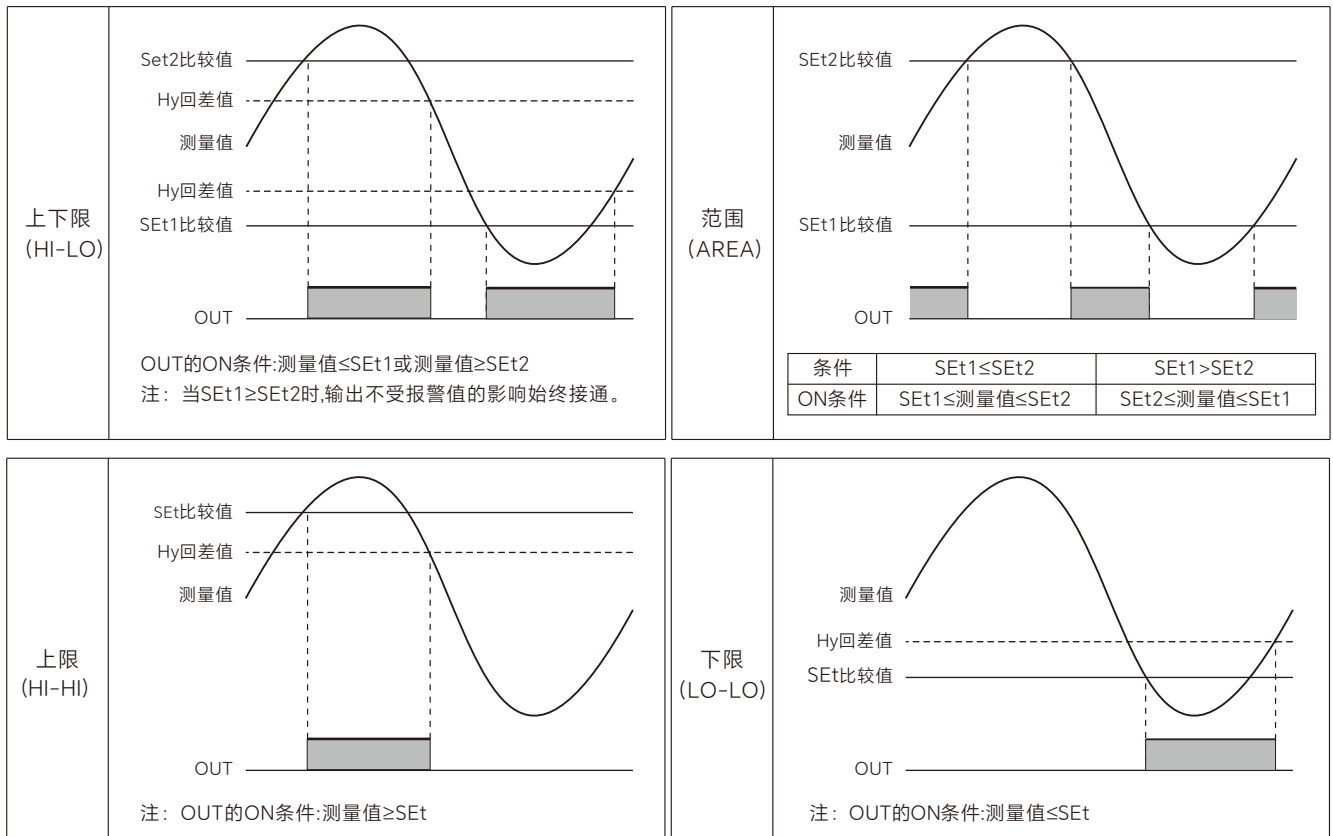 上下限
(HI-LO)
Set2比较值
Hy回差值
测量值
Hy回差值
SEt1比较值
OUT
OUT的ON条件:测量值≤SEt1或测量值≥SEt2
注：当SEt1≥SEt2时,输出不受报警值的影响始终接通。
范围
(AREA)
SEt2比较值
测量值
SEt1比较值
OUT
条件 SEt1≤SEt2 SEt1>SEt2
ON条件 SEt1≤测量值≤SEt2 SEt2≤测量值≤SEt1
上限
(HI-HI)
SEt比较值
Hy回差值
测量值
OUT
注：OUT的ON条件:测量值≥SEt
下限
(LO-LO)
测量值
Hy回差值
SEt比较值
OUT
注：OUT的ON条件:测量值≤SEt